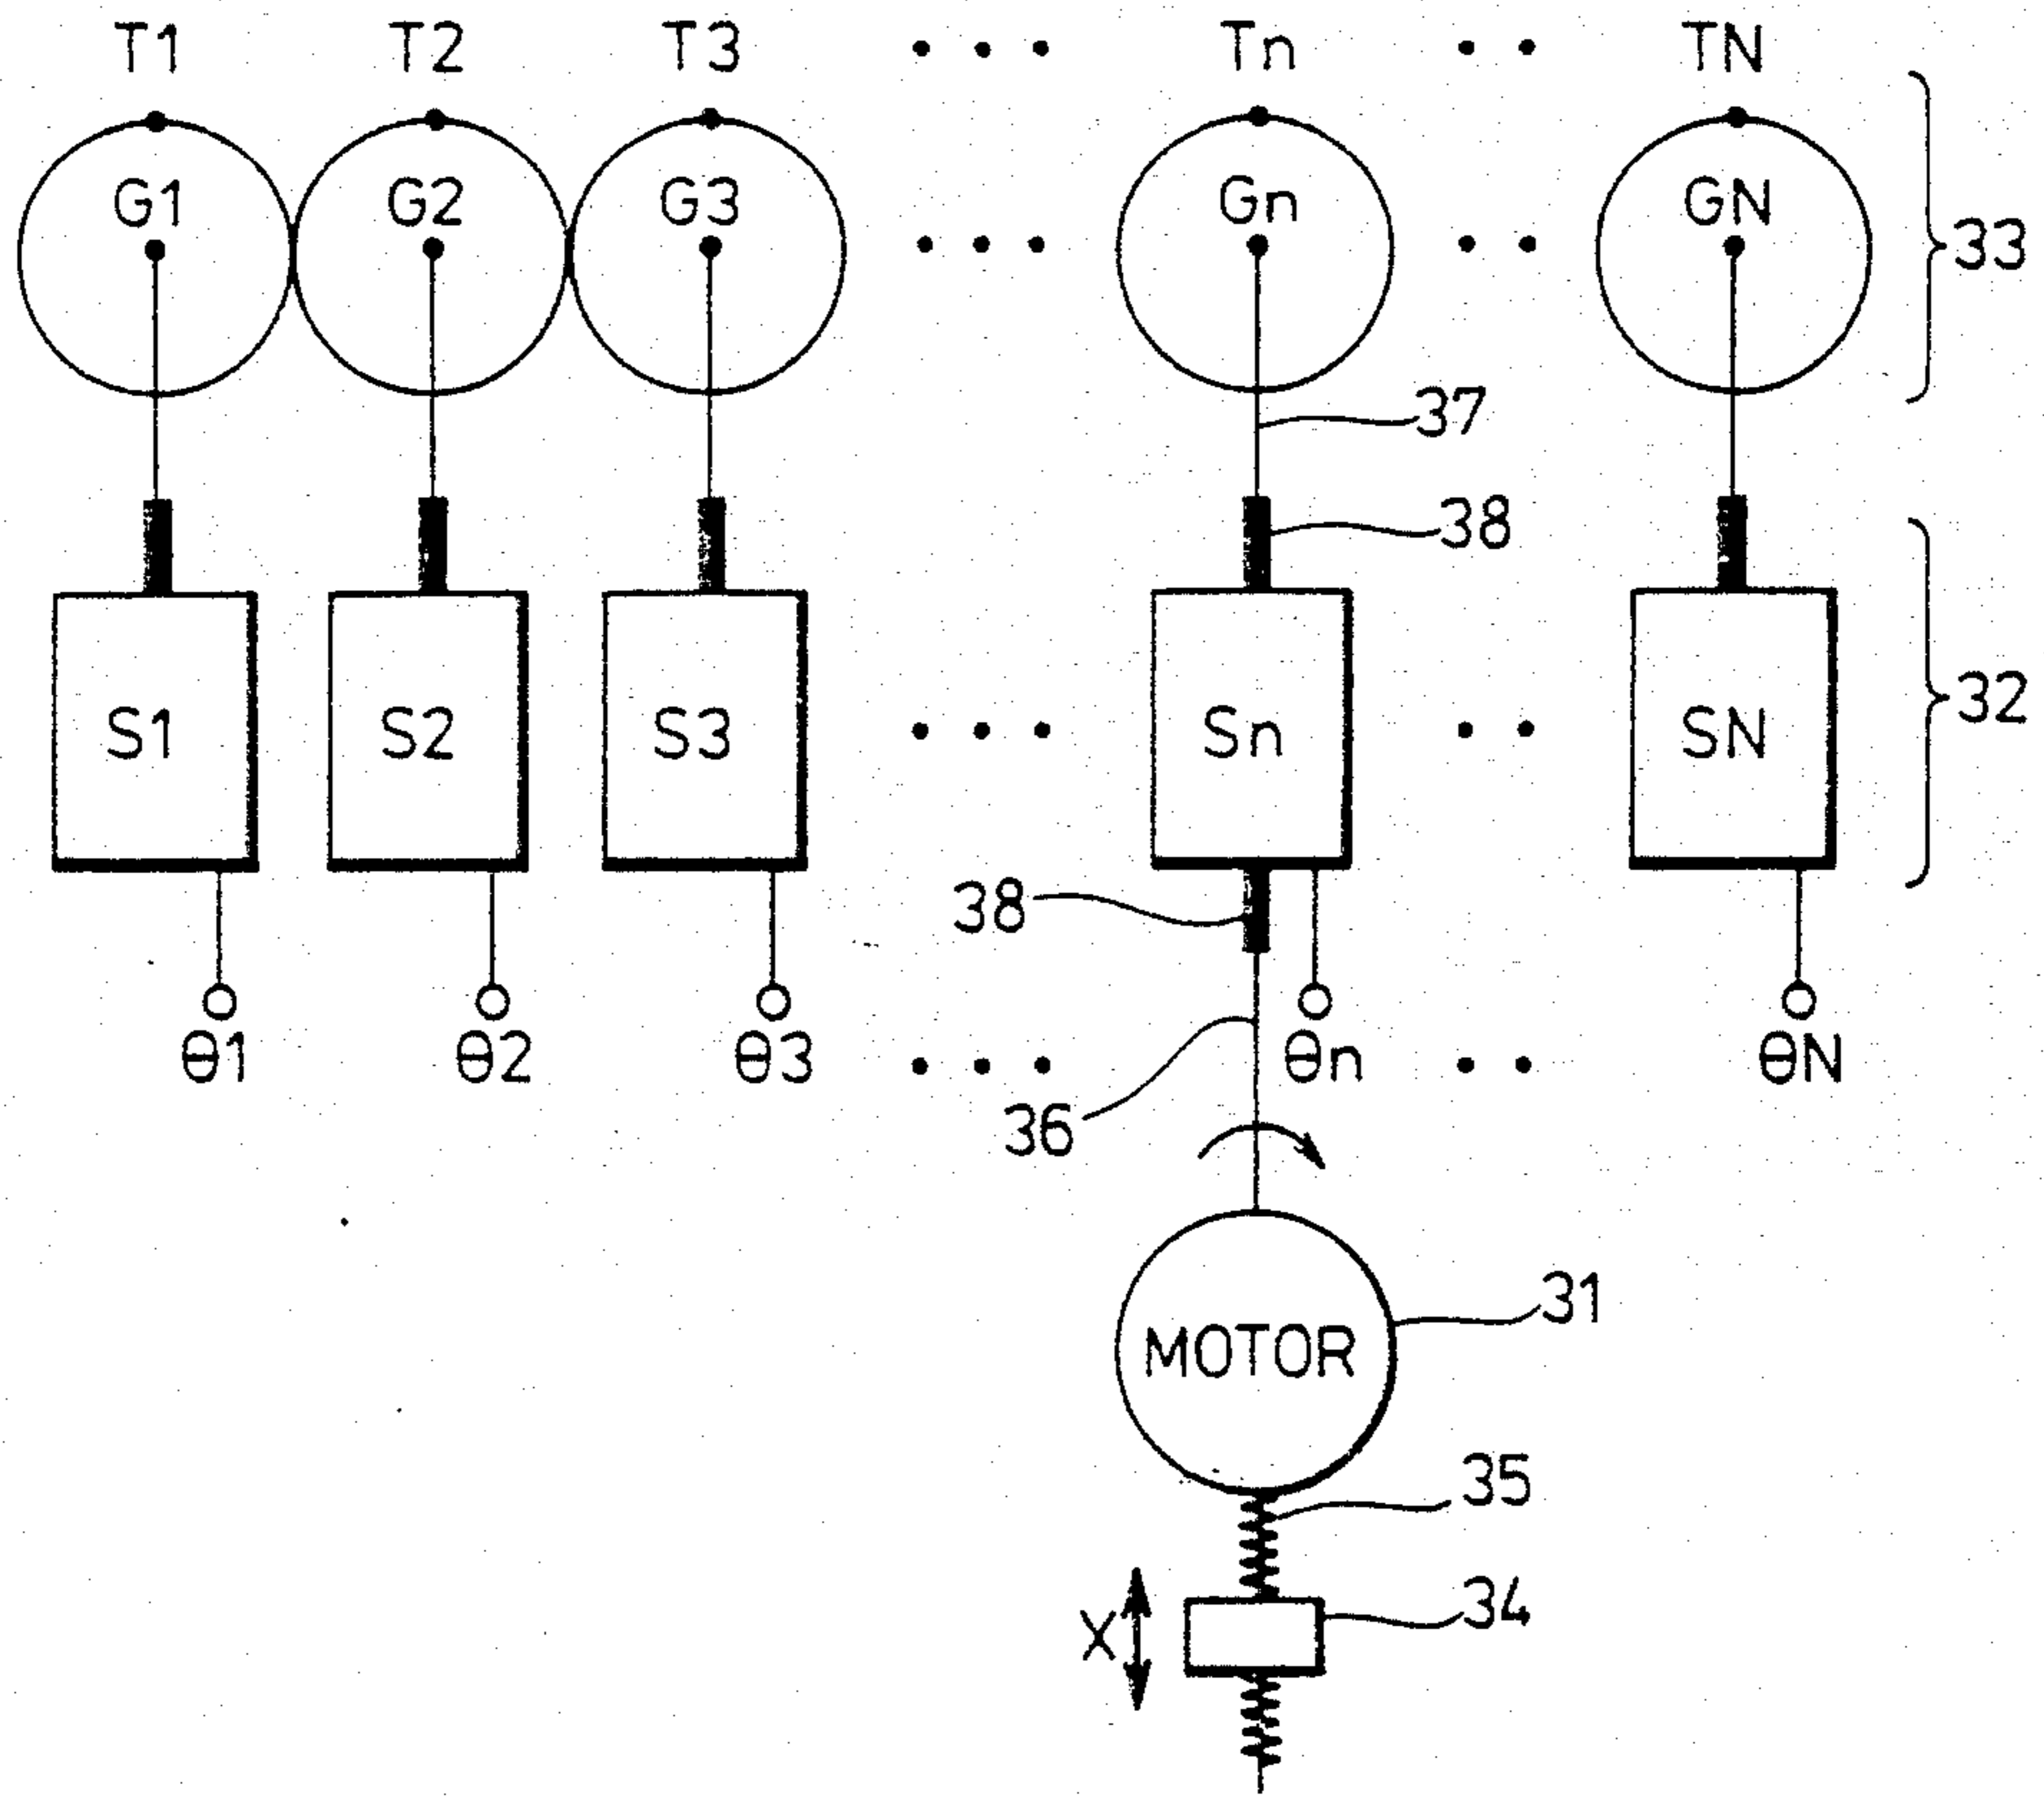 T1 T2 T3 • • • Tn • • TN
G1 G2 G3 • • • Gn • • GN
33
37
38
32
S1 S2 S3 • • • Sn • • SN
38
θ1 θ2 θ3 • • • θn • • θN
36
31
MOTOR
35
34
X